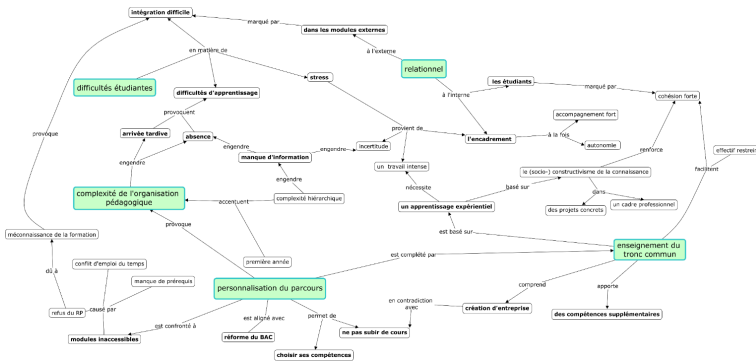 intégration difficile
marqué par
dans les modules externes
à l'externe
en matière de
relationnel
stress
les étudiants
marqué par
difficultés étudiantes
difficultés d'apprentissage
à l'interne
cohésion forte
accompagnement fort
provoquent
provoque
arrivée tardive
absence
provient de
l'encadrement
à la fois
incertitude
autonomie
engendre
engendre
manque d'information
engendre
renforce
effectif restrein
facilitent
un travail intense
le (socio-) constructivisme de la connaissance
engendre
complexité de l'organisation
pédagogique
accentuent
complexité hiérarchique
nécessite
basé sur
dans
un apprentissage expérientiel
des projets concrets
un cadre professionnel
provoque
méconnaissance de la formation
est basé sur
enseignement du
tronc commun
conflit d'emploi du temps
première année
est complété par
dû à
manque de prérequis
personnalisation du parcours
comprend
apporte
refus du RP
causé par
en contradiction
avec
création d'entreprise
des compétences supplémentaires
est confronté à
est aligné avec
permet de
modules inaccessibles
réforme du BAC
ne pas subir de cours
choisir ses compétences